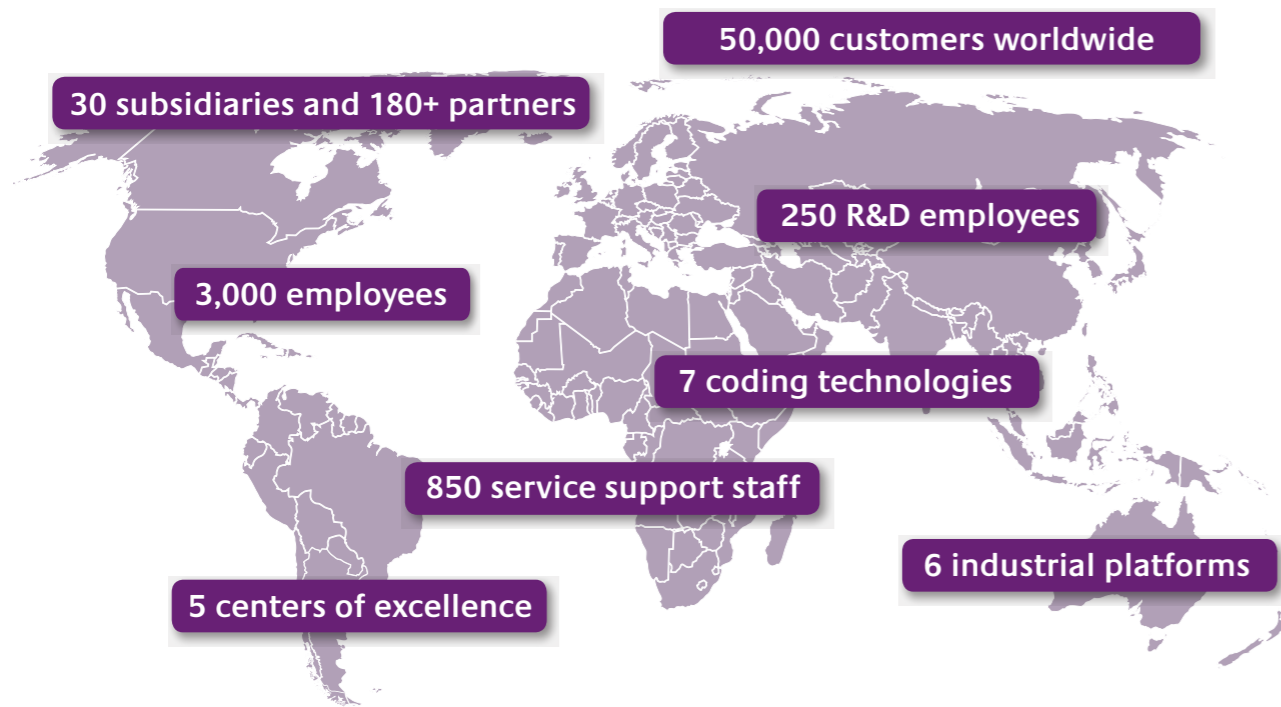 50,000 customers worldwide
30 subsidiaries and 180+ partners
250 R&D employees
3,000 employees
7 coding technologies
850 service support staff
6 industrial platforms
5 centers of excellence